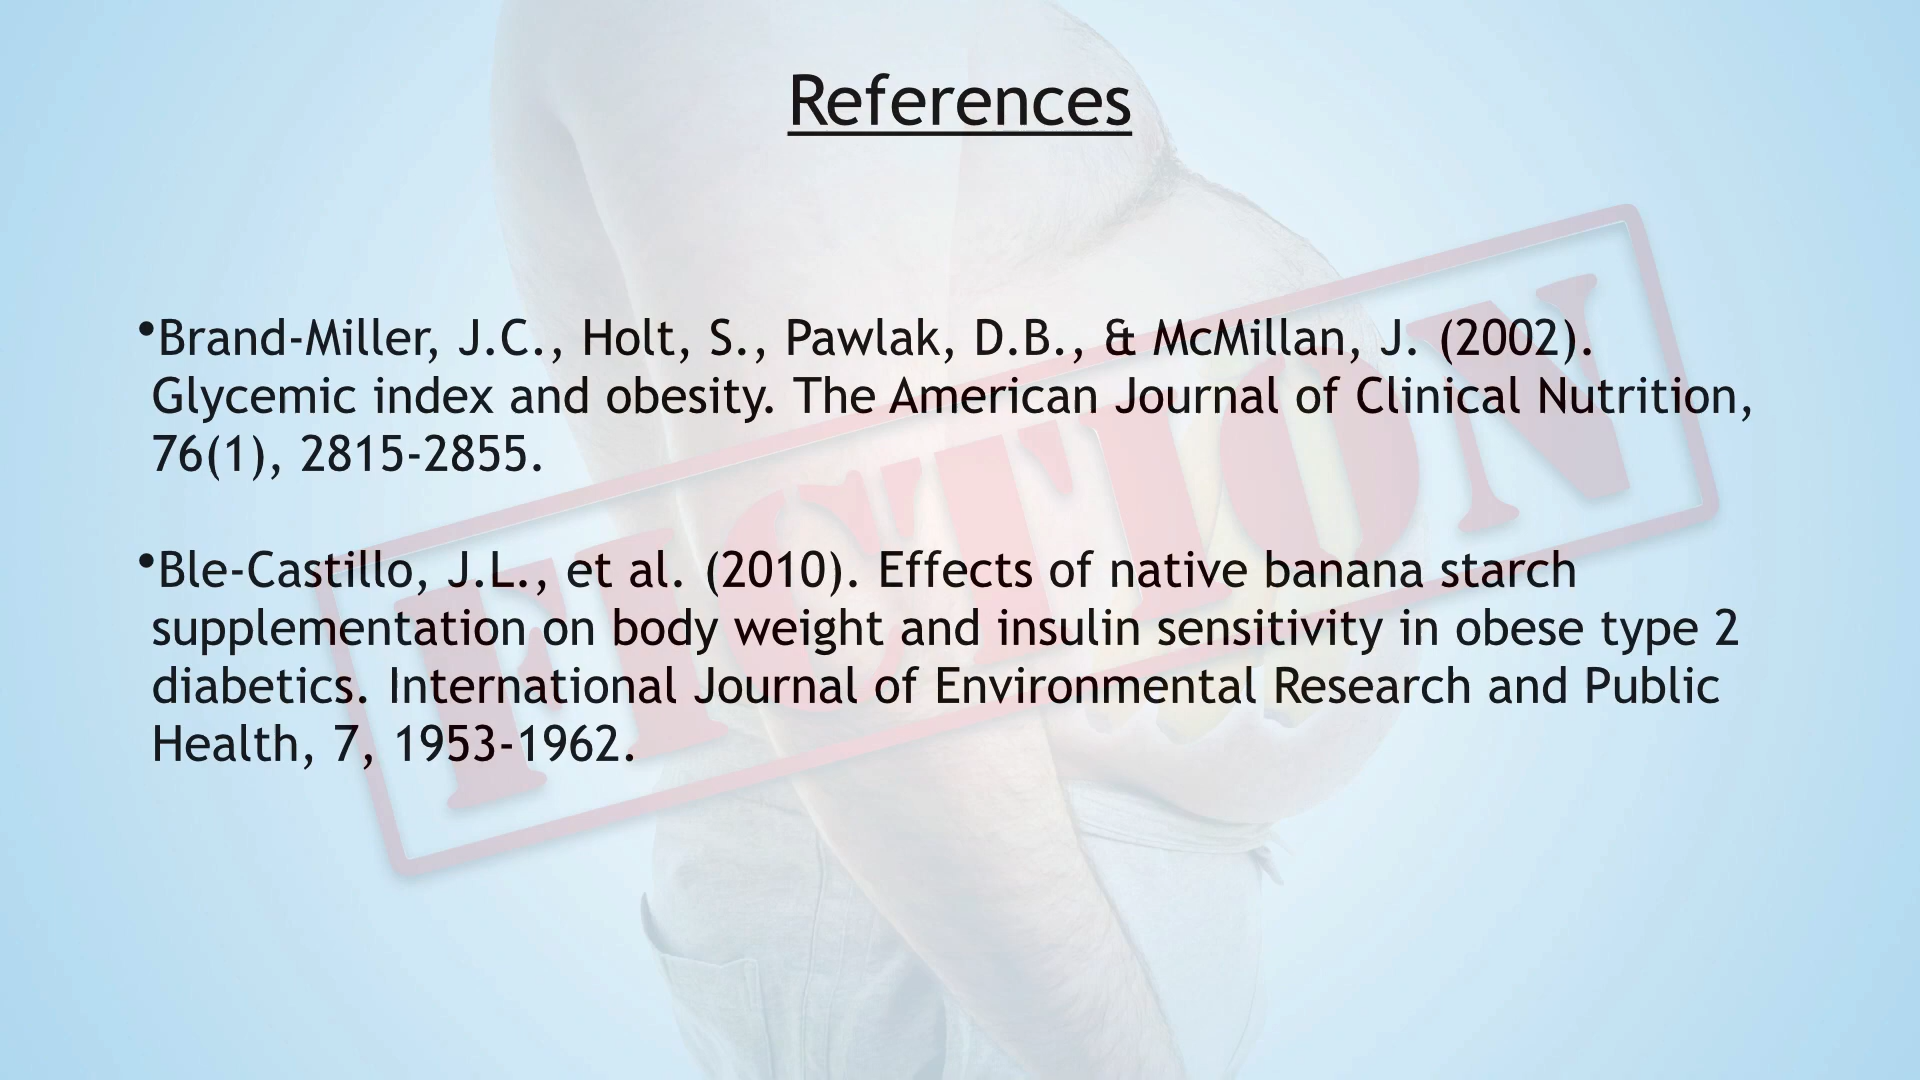 References
•Brand-Miller, J.C., Holt, S., Pawlak, D.B., & McMillan, J. (2002).
Glycemic index and obesity. The American Journal of Clinical Nutrition,
76(1), 2815-2855.
•Ble-Castillo, J.L., et al. (2010). Effects of native banana starch
supplementation on body weight and insulin sensitivity in obese type 2
diabetics. International Journal of Environmental Research and Public
Health, 7, 1953-1962.
FICTION